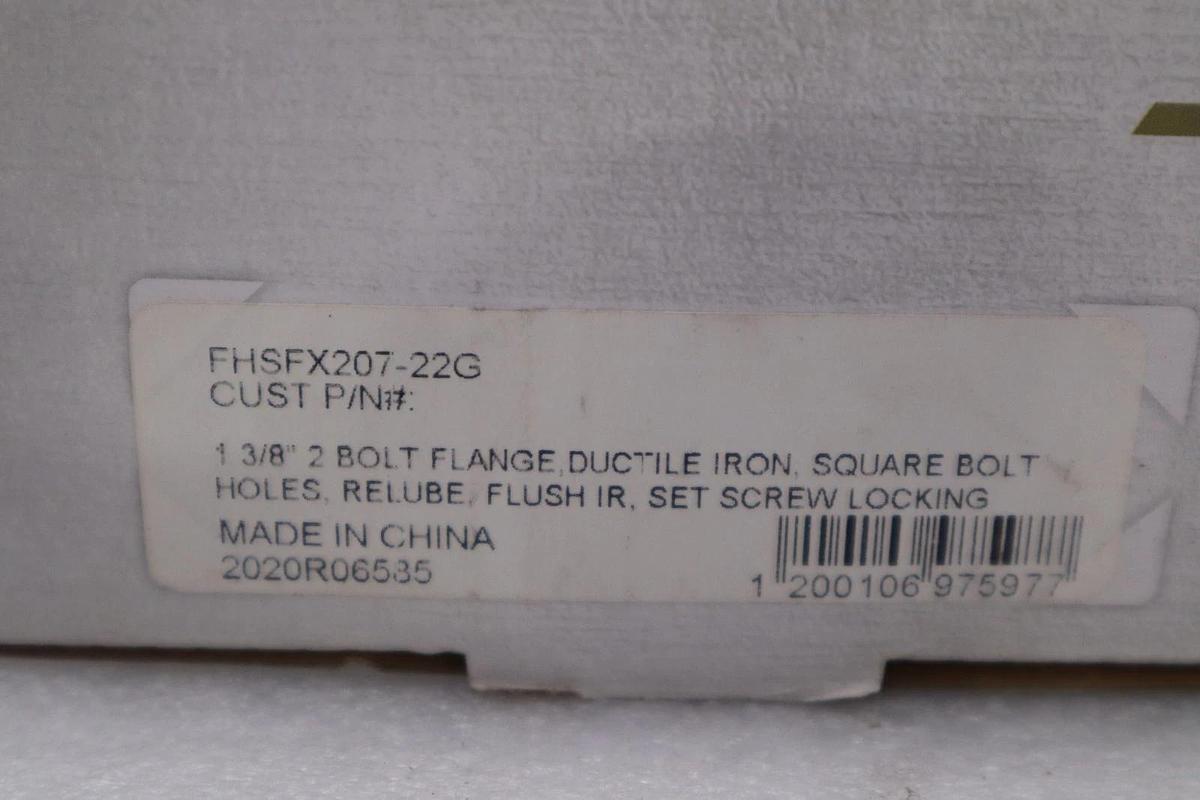 FHSFX207-22G
CUST P/N#:
1 3/8" 2 BOLT FLANGE, DUCTILE IRON, SQUARE BOLT
HOLES, RELUBE, FLUSH IR, SET SCREW LOCKING
MADE IN CHINA
2020R06535
1 200106 975977